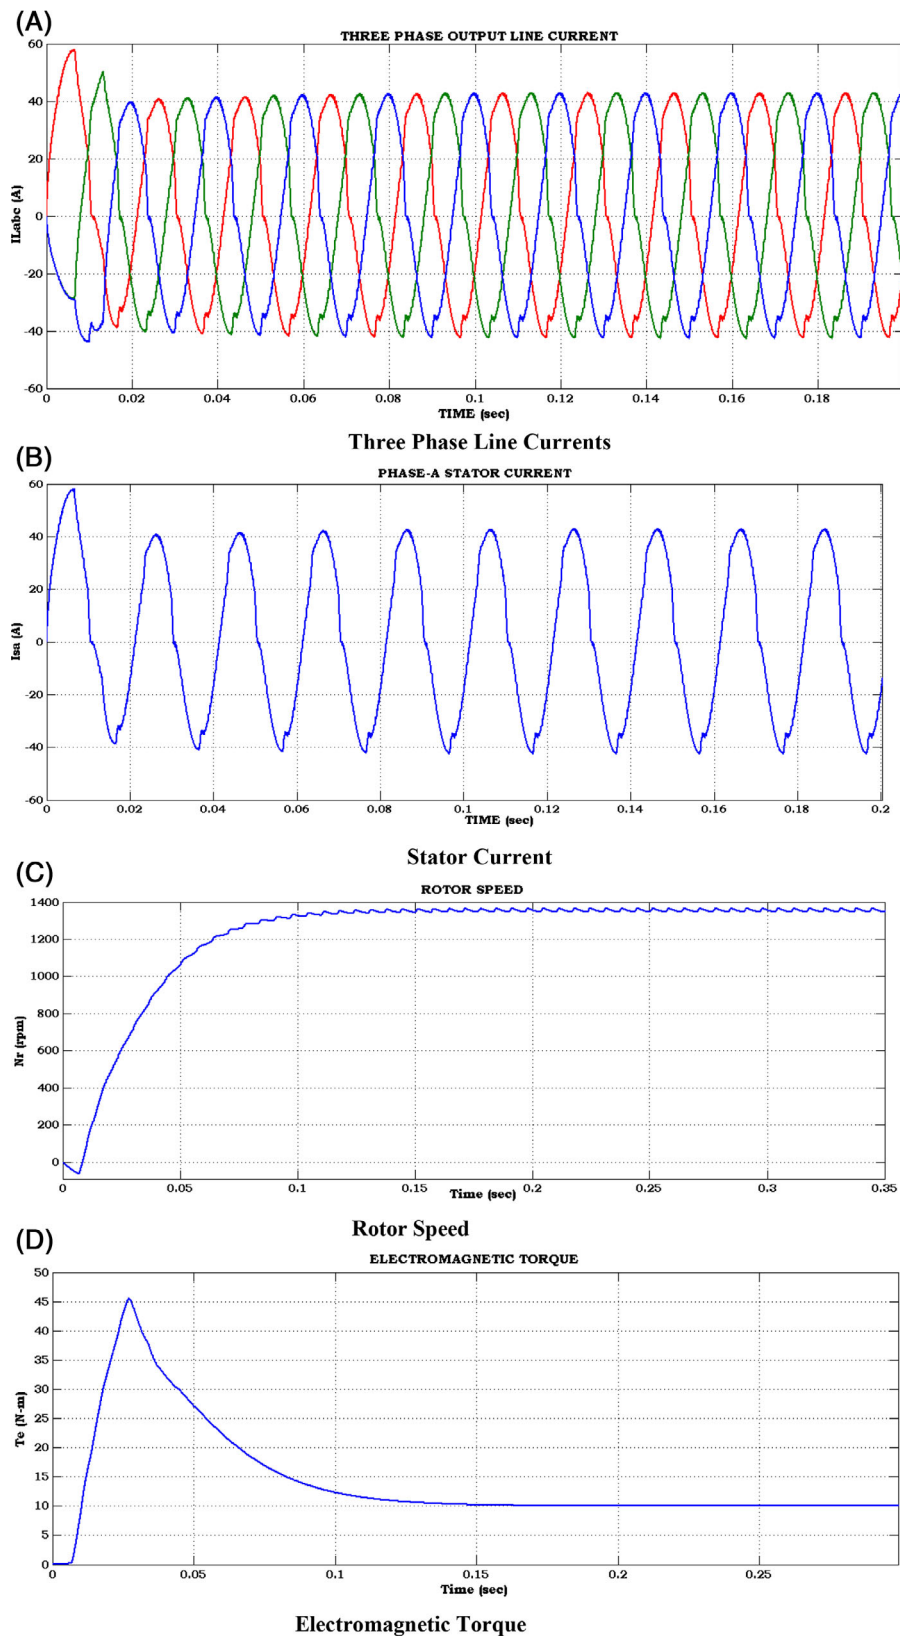 (A)
THREE PHASE OUTPUT LINE CURRENT
60
40
20
0
-20
-40
-60
ILabc (A)
0 0.02 0.04 0.06 0.08 0.1 0.12 0.14 0.16 0.18
TIME (sec)
Three Phase Line Currents
(B)
PHASE-A STATOR CURRENT
60
40
20
0
-20
-40
-60
Isa (A)
0 0.02 0.04 0.06 0.08 0.1 0.12 0.14 0.16 0.18 0.2
TIME (sec)
Stator Current
(C)
ROTOR SPEED
1400
1200
1000
800
600
400
200
0
Nr (rpm)
0 0.05 0.1 0.15 0.2 0.25 0.3 0.35
Time (sec)
Rotor Speed
(D)
ELECTROMAGNETIC TORQUE
50
45
40
35
30
25
20
15
10
5
0
Te (N-m)
0 0.05 0.1 0.15 0.2 0.25
Time (sec)
Electromagnetic Torque